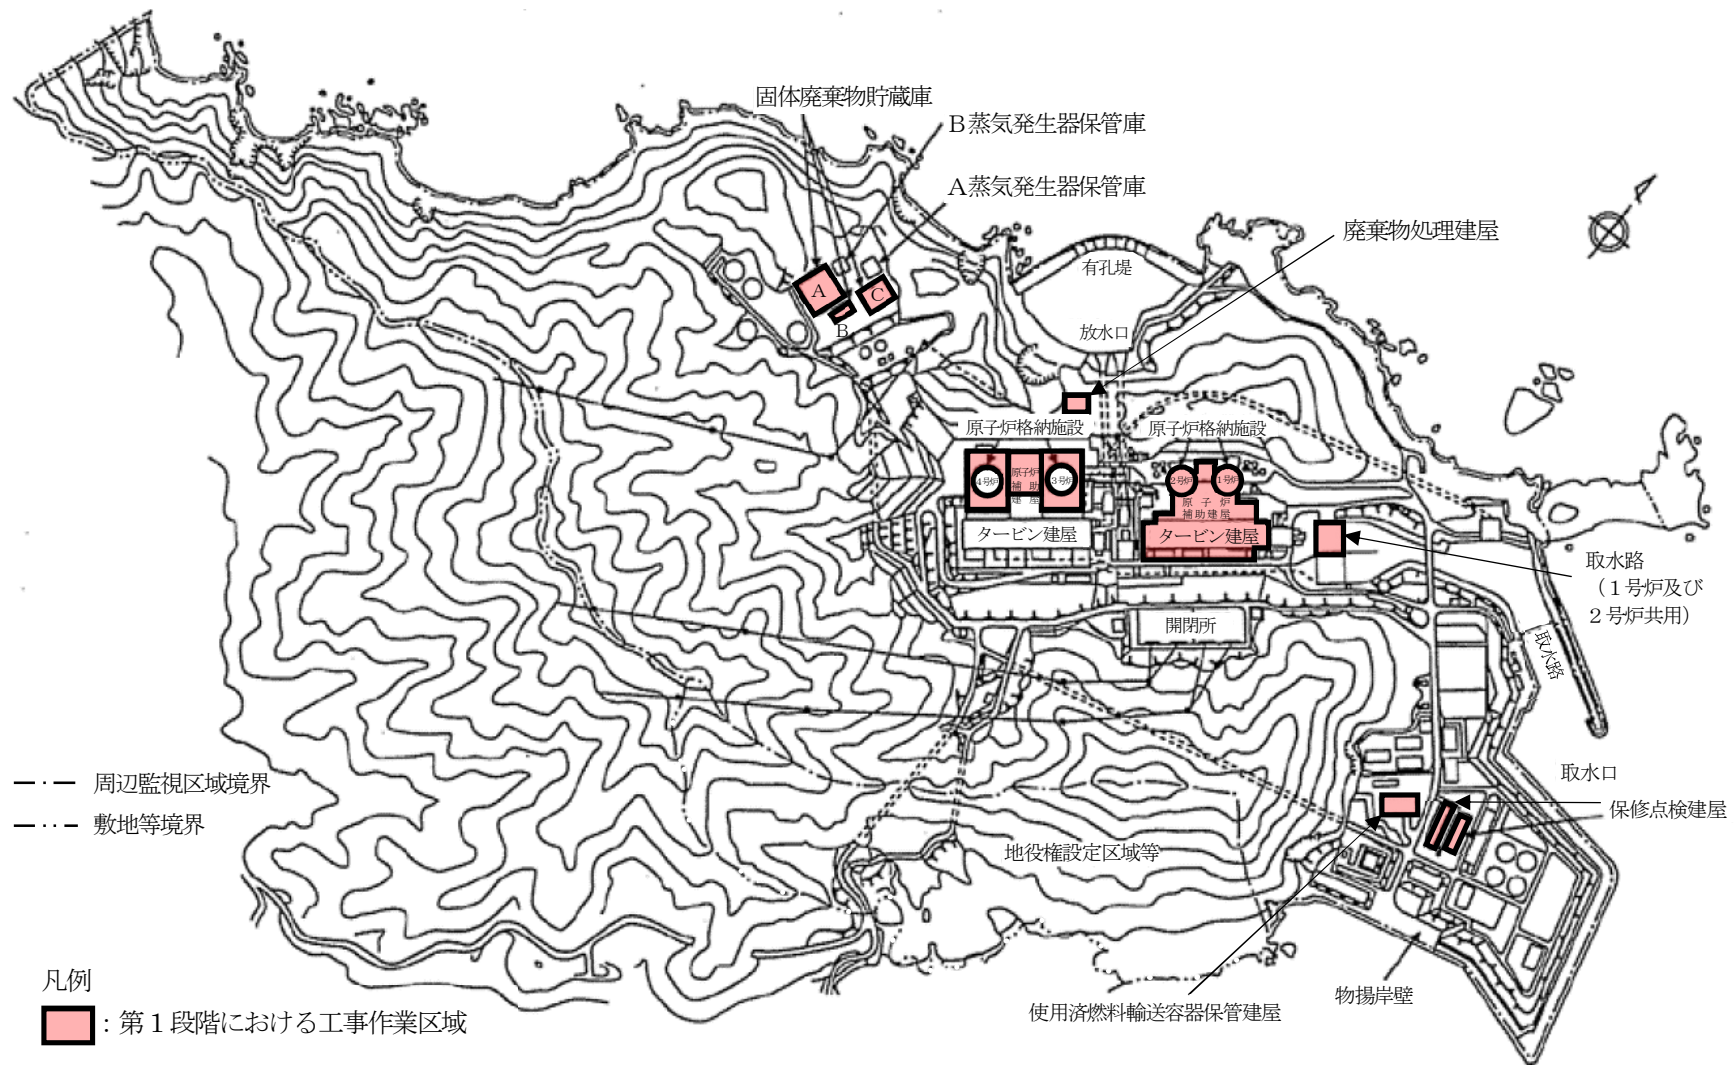 固体廃棄物貯蔵庫
B蒸気発生器保管庫
A蒸気発生器保管庫
廃棄物処理建屋
有孔堤
A
C
B
放水口
原子炉格納施設
原子炉格納施設
4号炉
原子炉
補助
建屋
3号炉
2号炉
1号炉
原子炉
補助建屋
タービン建屋
タービン建屋
取水路
(1号炉及び
2号炉共用)
開閉所
取水路
取水口
保修点検建屋
地役権設定区域等
物揚岸壁
使用済燃料輸送容器保管建屋
周辺監視区域境界
敷地等境界
凡例
:第1段階における工事作業区域